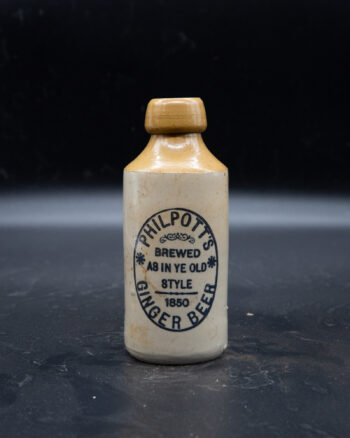 PHILPOTT'S
BREWED
AS IN YE OLD
STYLE
1850
GINGER BEER